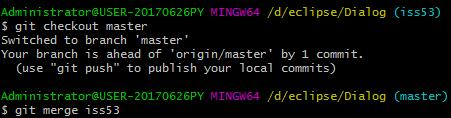 Administrator@USER-20170626PY MINGW64 /d/eclipse/Dialog (iss53)
$ git checkout master
Switched to branch 'master'
Your branch is ahead of 'origin/master' by 1 commit.
  (use "git push" to publish your local commits)
Administrator@USER-20170626PY MINGW64 /d/eclipse/Dialog (master)
$ git merge iss53